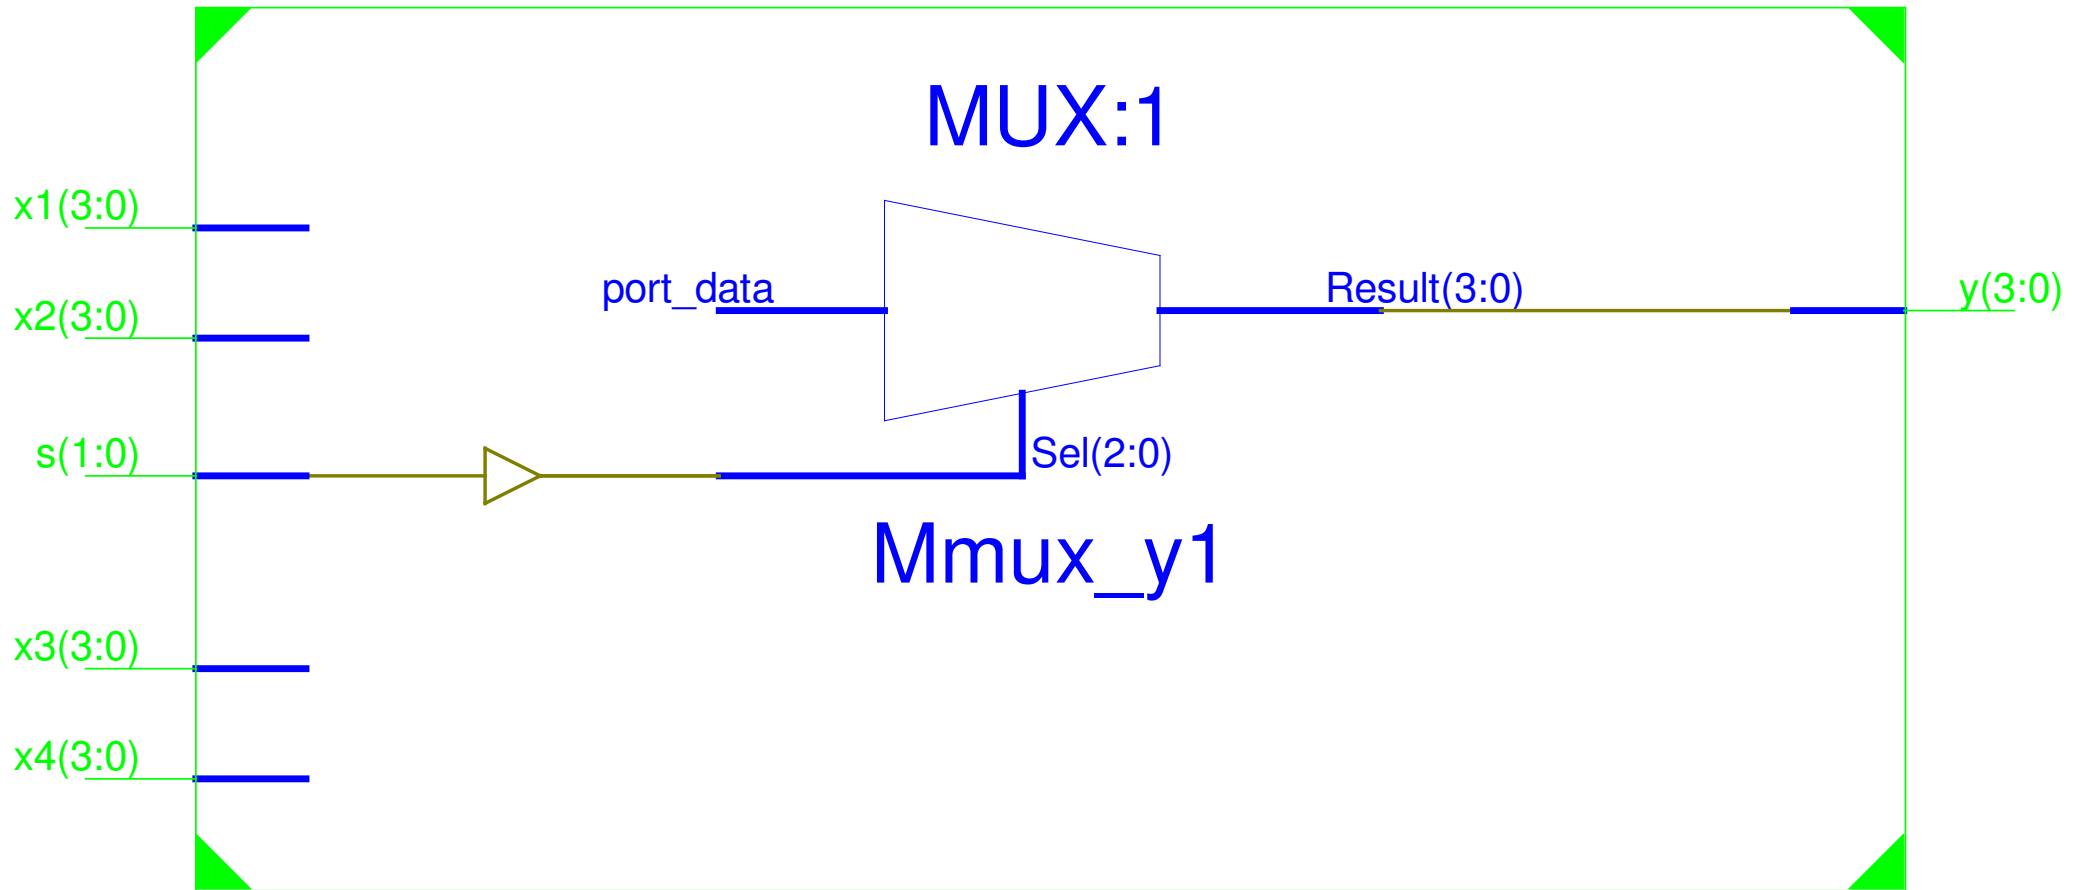 MUX:1
x1(3:0)
port_data
Result(3:0)
y(3:0)
x2(3:0)
s(1:0)
Sel(2:0)
Mmux_y1
x3(3:0)
x4(3:0)